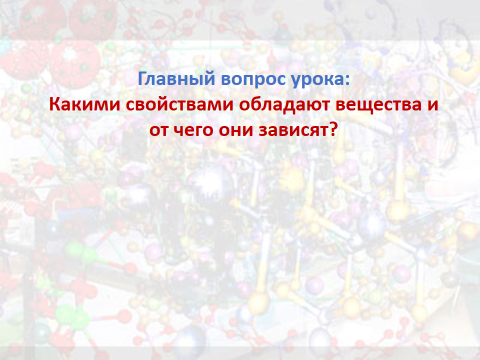 Главный вопрос урока:
Какими свойствами обладают вещества и
от чего они зависят?